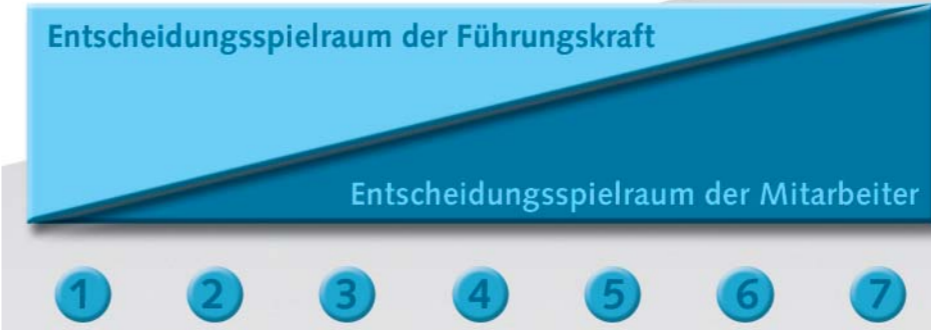 Entscheidungsspielraum der Führungskraft
Entscheidungsspielraum der Mitarbeiter
1 2 3 4 5 6 7